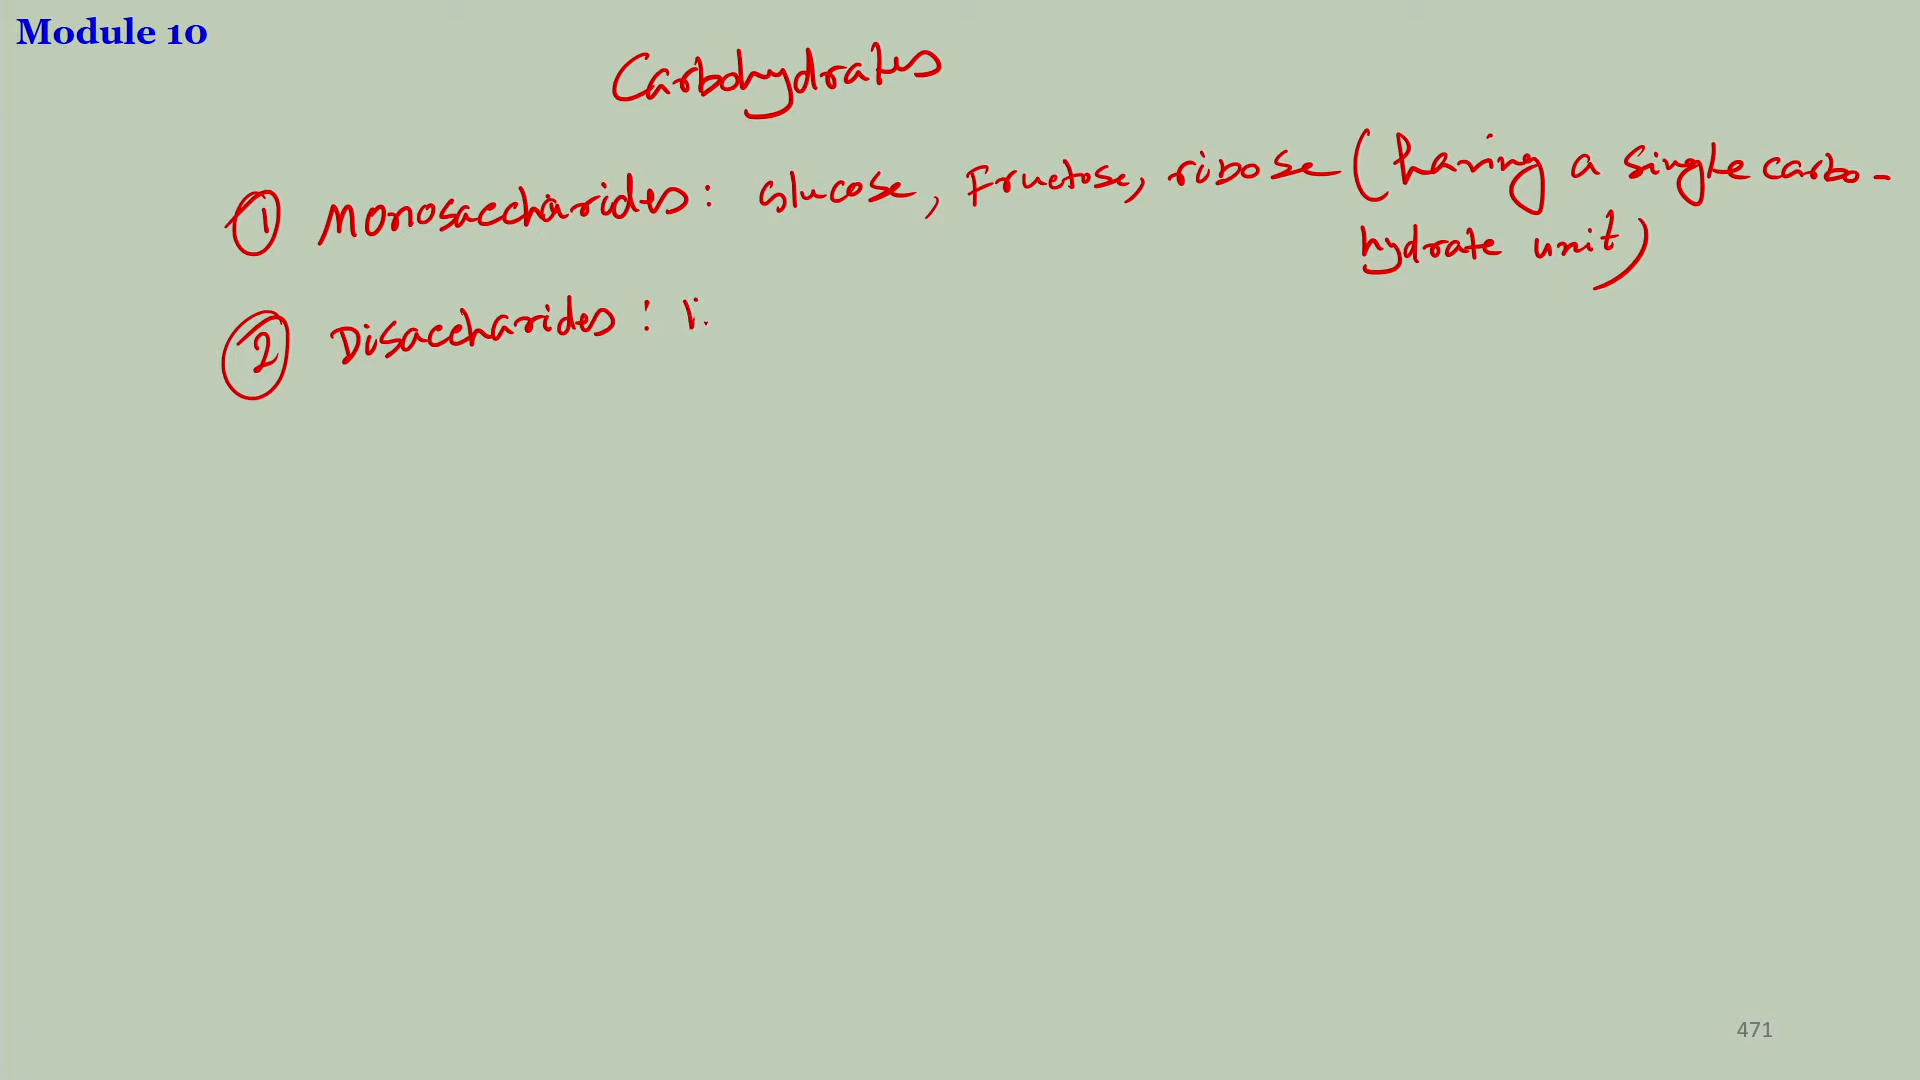 Module 10
Carbohydrates
① Monosaccharides: Glucose, Fructose, ribose (having a single carbo-
hydrate unit)
② Disaccharides:
471